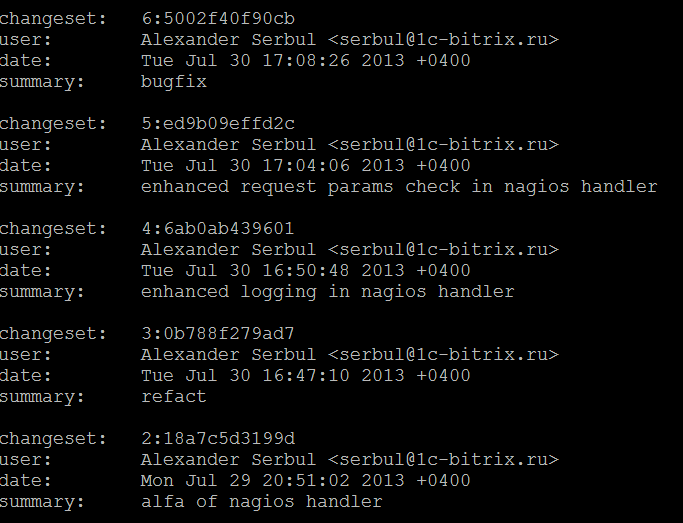 changeset:   6:5002f40f90cb
user:        Alexander Serbul <serbul@1c-bitrix.ru>
date:        Tue Jul 30 17:08:26 2013 +0400
summary:     bugfix

changeset:   5:ed9b09effd2c
user:        Alexander Serbul <serbul@1c-bitrix.ru>
date:        Tue Jul 30 17:04:06 2013 +0400
summary:     enhanced request params check in nagios handler

changeset:   4:6ab0ab439601
user:        Alexander Serbul <serbul@1c-bitrix.ru>
date:        Tue Jul 30 16:50:48 2013 +0400
summary:     enhanced logging in nagios handler

changeset:   3:0b788f279ad7
user:        Alexander Serbul <serbul@1c-bitrix.ru>
date:        Tue Jul 30 16:47:10 2013 +0400
summary:     refact

changeset:   2:18a7c5d3199d
user:        Alexander Serbul <serbul@1c-bitrix.ru>
date:        Mon Jul 29 20:51:02 2013 +0400
summary:     alfa of nagios handler